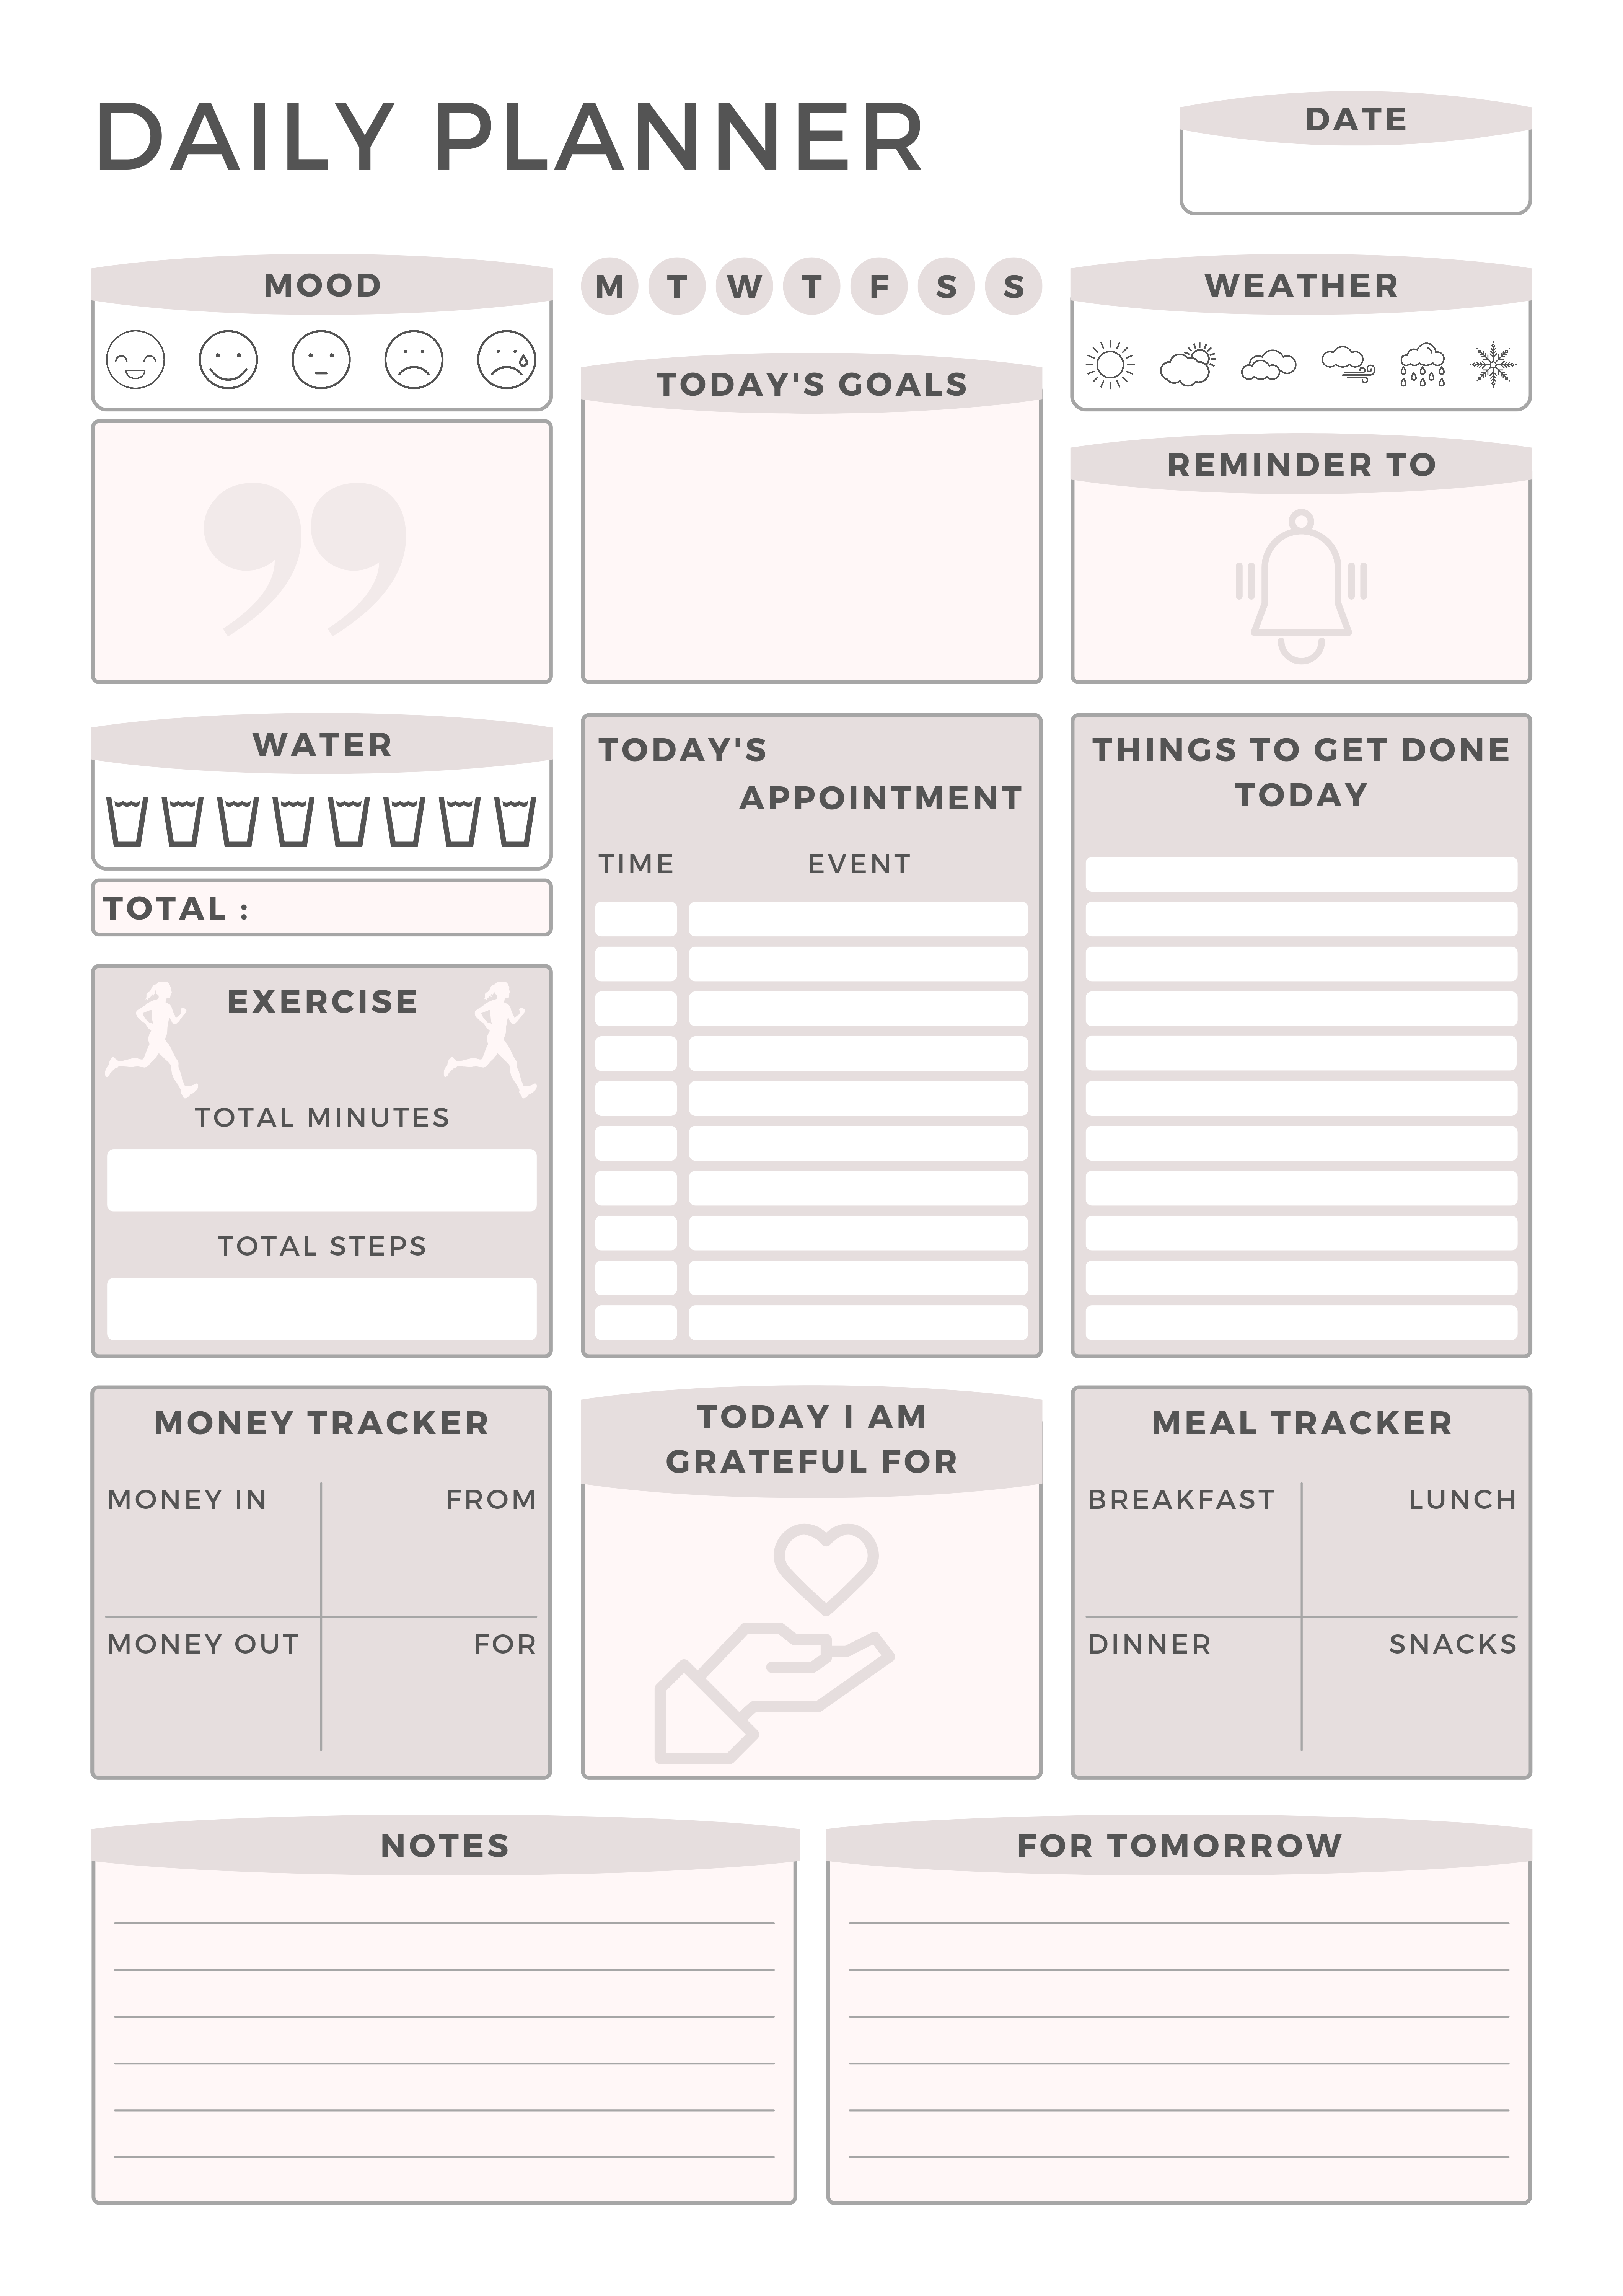 DAILY PLANNER
DATE
MOOD
M T W T F S S
WEATHER
TODAY'S GOALS
REMINDER TO
WATER
TOTAL :
TODAY'S
APPOINTMENT
TIME EVENT
THINGS TO GET DONE
TODAY
EXERCISE
TOTAL MINUTES
TOTAL STEPS
MONEY TRACKER
MONEY IN FROM
MONEY OUT FOR
TODAY I AM
GRATEFUL FOR
MEAL TRACKER
BREAKFAST LUNCH
DINNER SNACKS
NOTES
FOR TOMORROW